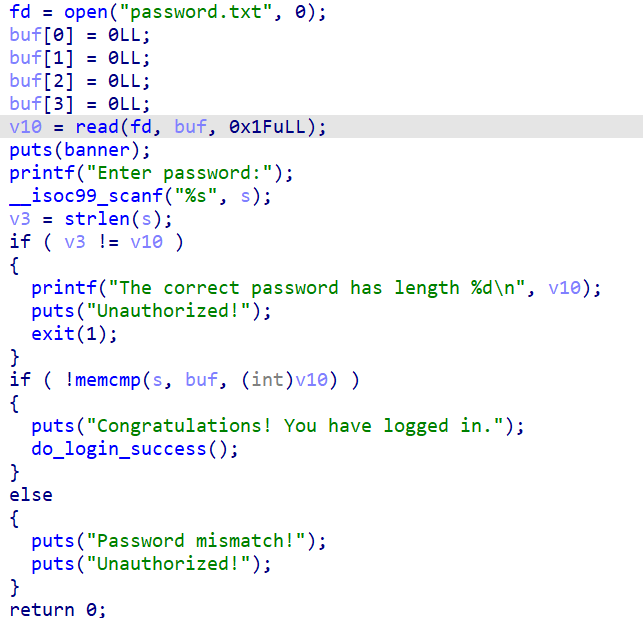 fd = open("password.txt", 0);
buf[0] = 0LL;
buf[1] = 0LL;
buf[2] = 0LL;
buf[3] = 0LL;
v10 = read(fd, buf, 0x1FuLL);
puts(banner);
printf("Enter password:");
__isoc99_scanf("%s", s);
v3 = strlen(s);
if ( v3 != v10 )
{
  printf("The correct password has length %d\n", v10);
  puts("Unauthorized!");
  exit(1);
}
if ( !memcmp(s, buf, (int)v10) )
{
  puts("Congratulations! You have logged in.");
  do_login_success();
}
else
{
  puts("Password mismatch!");
  puts("Unauthorized!");
}
return 0;